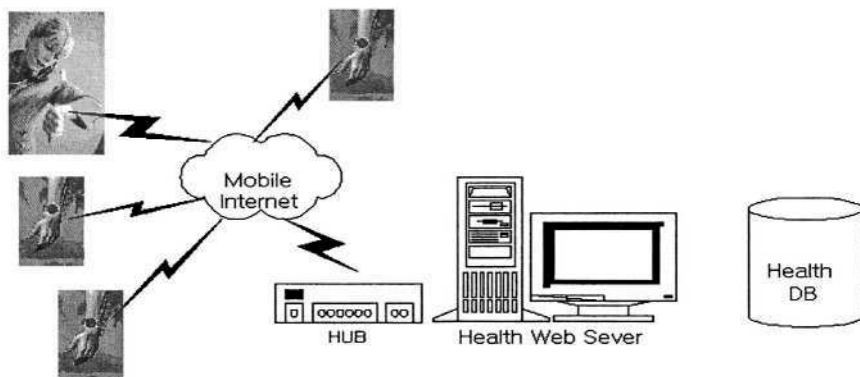 Mobile
Internet
Health
DB
HUB
Health Web Sever